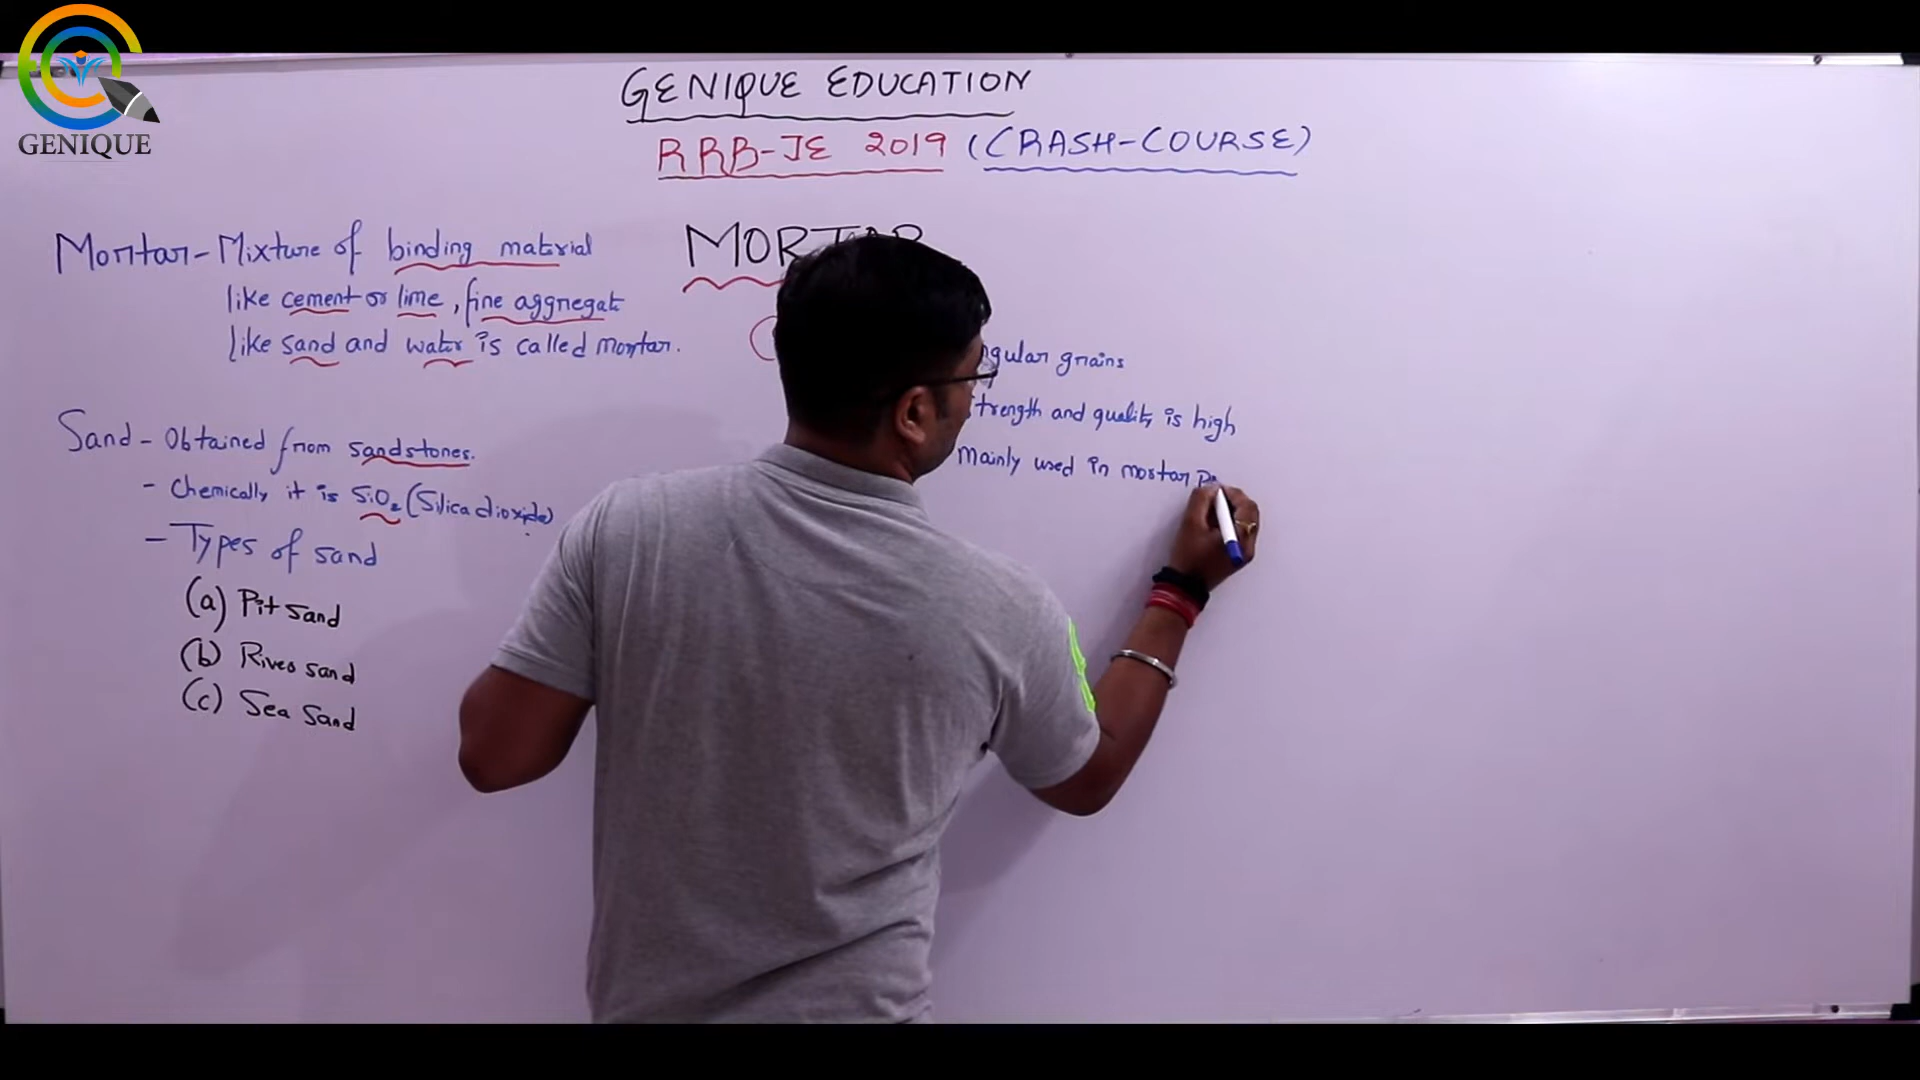 GENIQUE
GENIQUE EDUCATION
RRB-JE 2019 (CRASH-COURSE)
Mortar - Mixture of binding material
like cement or lime, fine aggregate
like sand and water is called mortar.
Sand - Obtained from sandstones.
- Chemically it is SiO2 (Silica dioxide)
- Types of sand
(a) Pit sand
(b) River sand
(c) Sea Sand
MORTAR
ngular grains
trength and quality is high
Mainly used in mortar